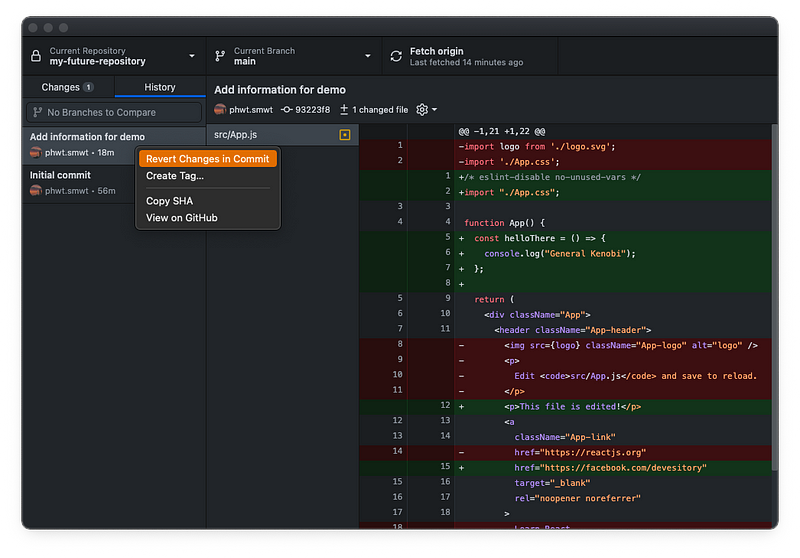 Current Repository
my-future-repository
Current Branch
main
Fetch origin
Last fetched 14 minutes ago
Changes 1
History
No Branches to Compare
Add information for demo
phwt.smwt • 18m
Initial commit
phwt.smwt • 56m
Revert Changes in Commit
Create Tag...
Copy SHA
View on GitHub
Add information for demo
phwt.smwt 93223f8 1 changed file
src/App.js
@@ -1,21 +1,22 @@
1 -import logo from './logo.svg';
2 -import './App.css';
1 +/* eslint-disable no-unused-vars */
2 +import "./App.css";
3 3
4 4 function App() {
5 + const helloThere = () => {
6 + console.log("General Kenobi");
7 + };
8 +
5 9 return (
6 10 <div className="App">
7 11 <header className="App-header">
8 - <img src={logo} className="App-logo" alt="logo" />
9 - <p>
10 - Edit <code>src/App.js</code> and save to reload.
11 - </p>
12 + <p>This file is edited!</p>
12 13 <a
13 14 className="App-link"
14 - href="https://reactjs.org"
15 + href="https://facebook.com/devesitory"
15 16 target="_blank"
16 17 rel="noopener noreferrer"
17 18 >
18 - Learn React